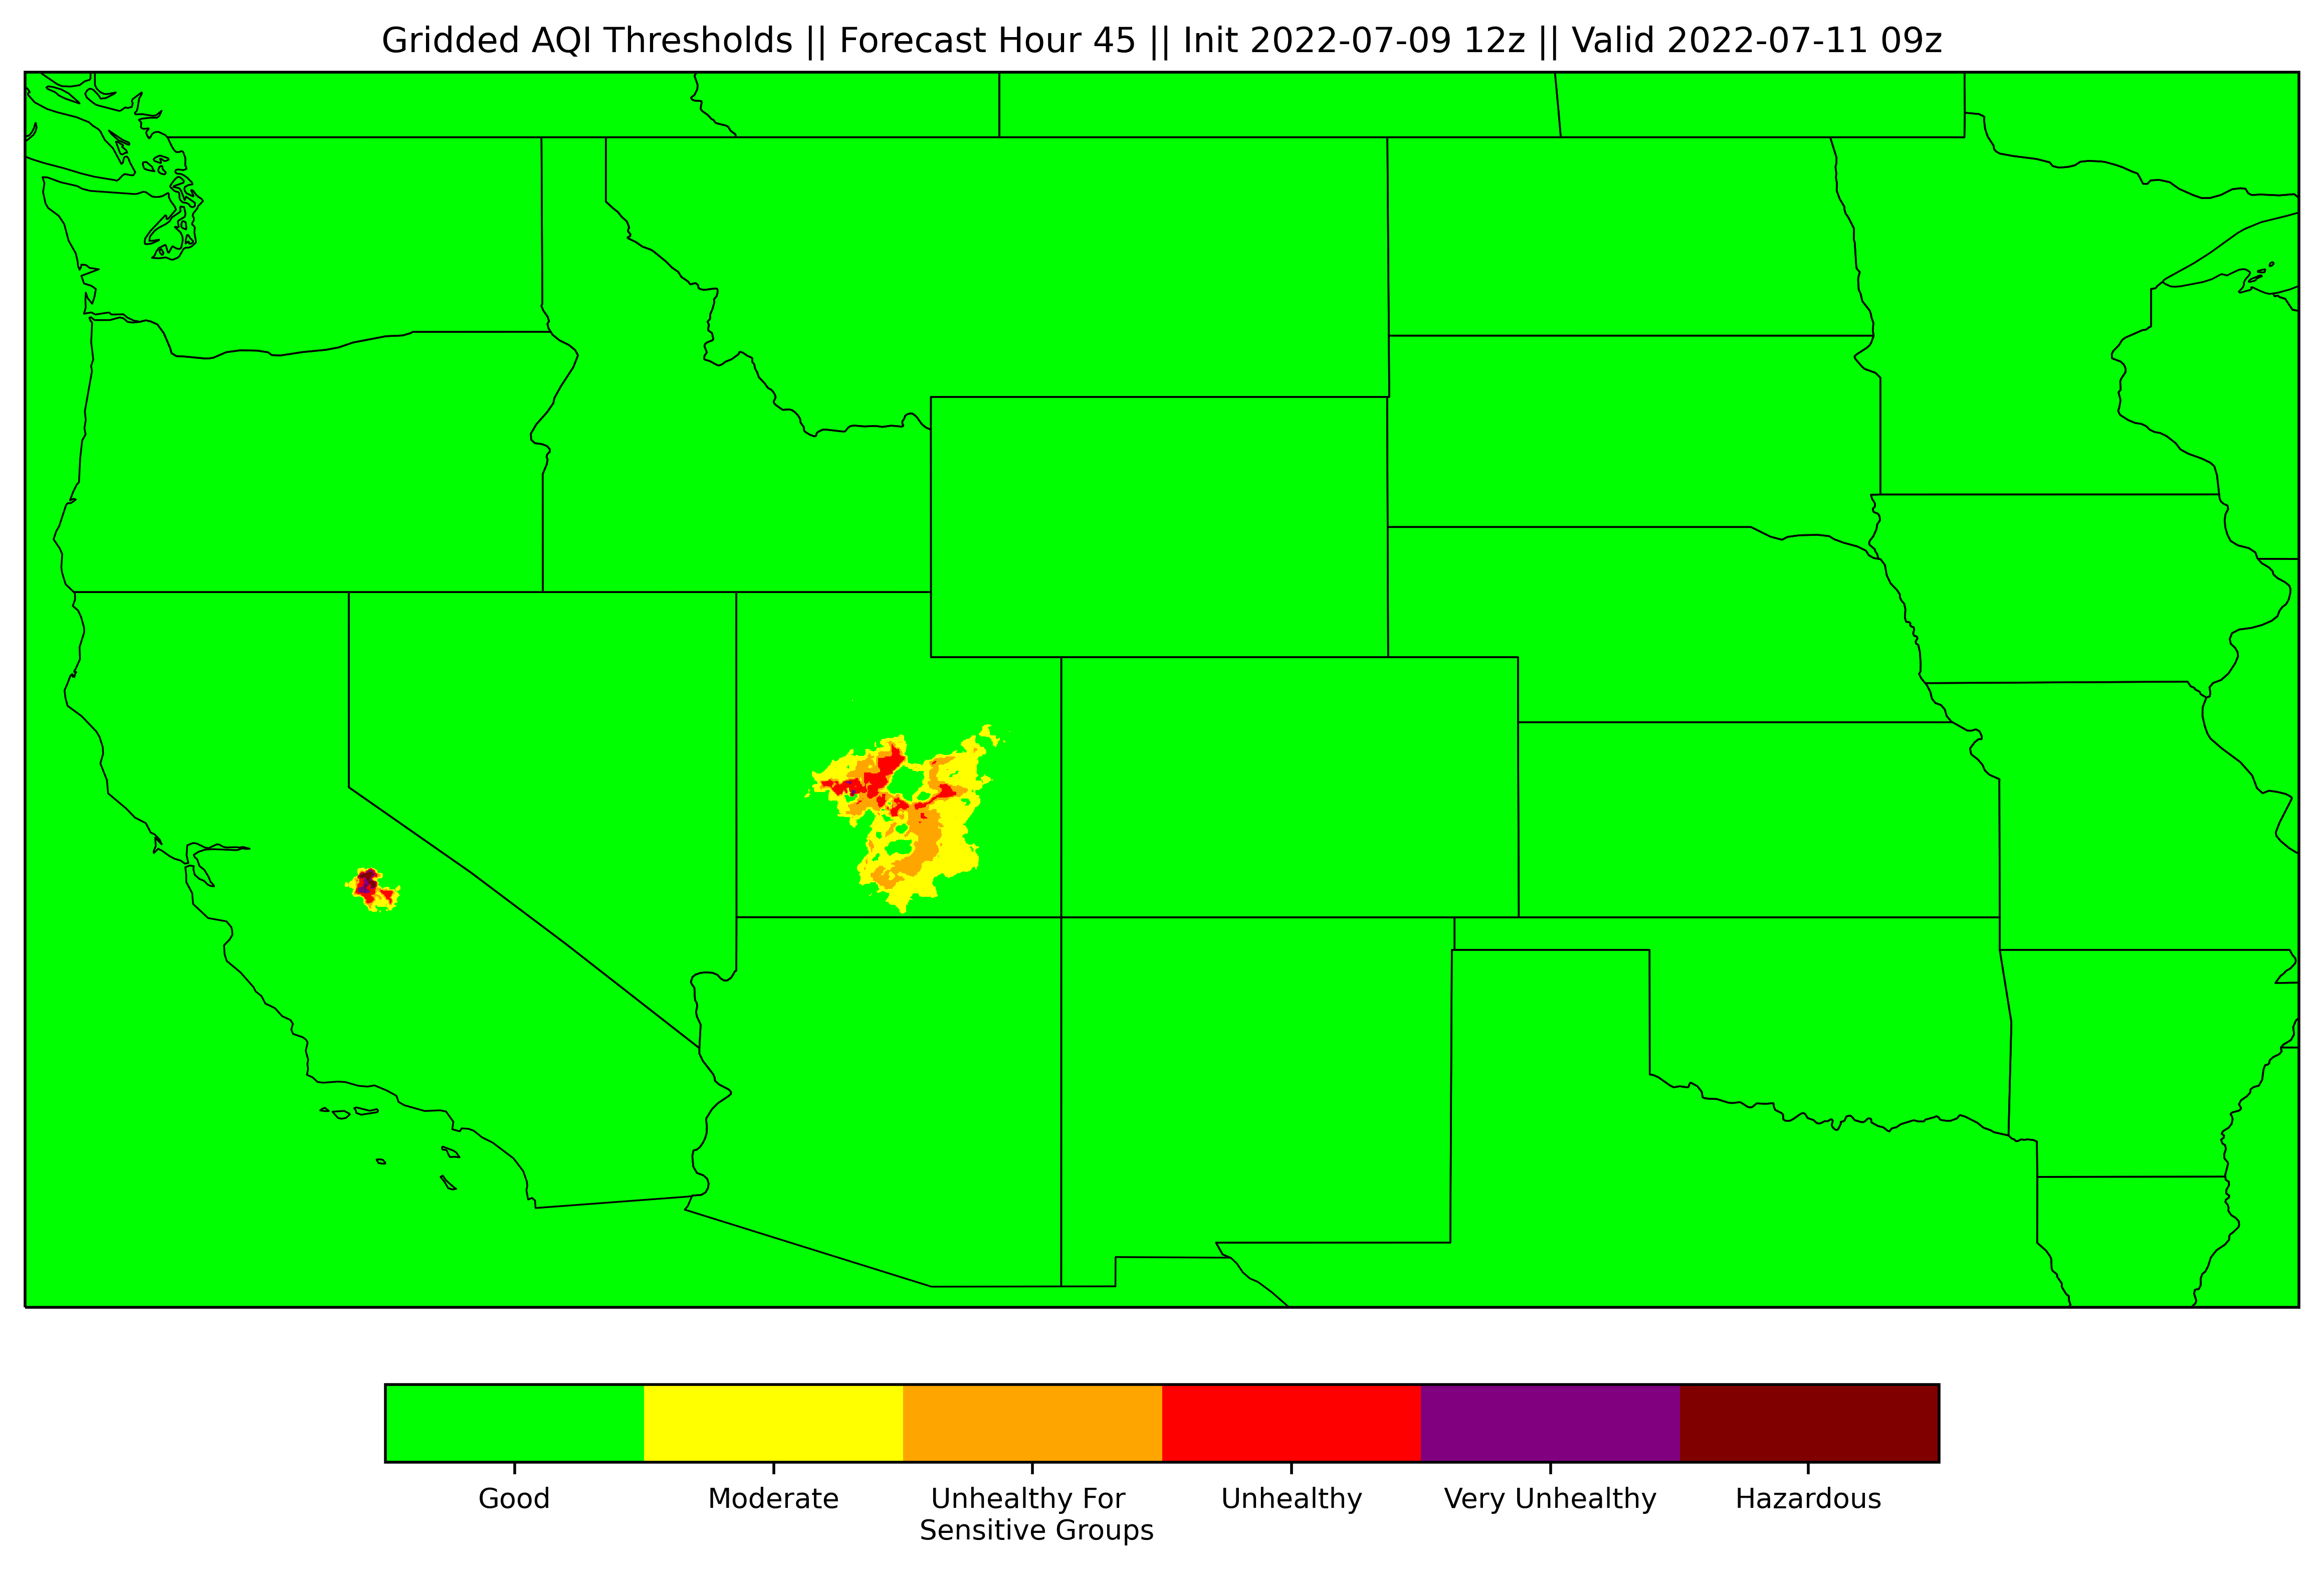 Gridded AQI Thresholds || Forecast Hour 45 || Init 2022-07-09 12z || Valid 2022-07-11 09z
Good
Moderate
Unhealthy For
Sensitive Groups
Unhealthy
Very Unhealthy
Hazardous